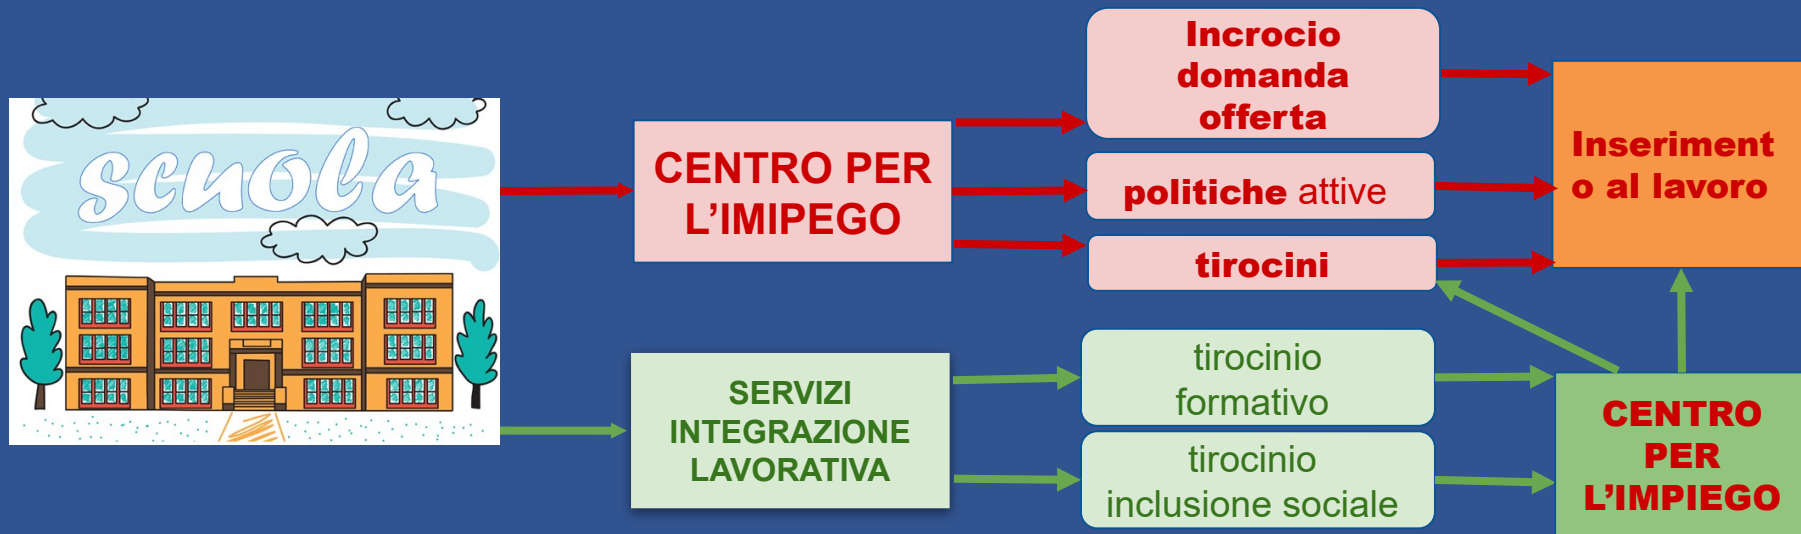 scuola
CENTRO PER
L’IMIPEGO
Incrocio
domanda
offerta
politiche attive
tirocini
Inseriment
o al lavoro
SERVIZI
INTEGRAZIONE
LAVORATIVA
tirocinio
formativo
tirocinio
inclusione sociale
CENTRO
PER
L’IMPIEGO